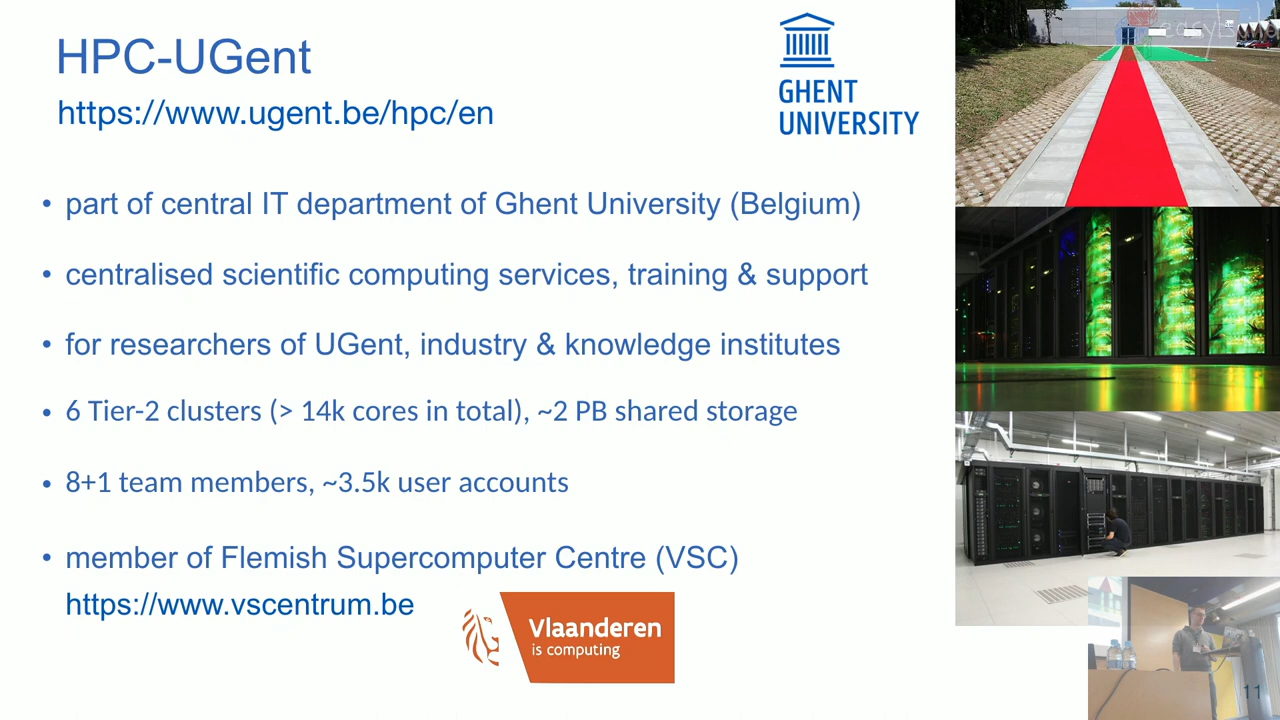 HPC-UGent
https://www.ugent.be/hpc/en
GHENT
UNIVERSITY
• part of central IT department of Ghent University (Belgium)
• centralised scientific computing services, training & support
• for researchers of UGent, industry & knowledge institutes
• 6 Tier-2 clusters (> 14k cores in total), ~2 PB shared storage
• 8+1 team members, ~3.5k user accounts
• member of Flemish Supercomputer Centre (VSC)
https://www.vscentrum.be
Vlaanderen
is computing
11